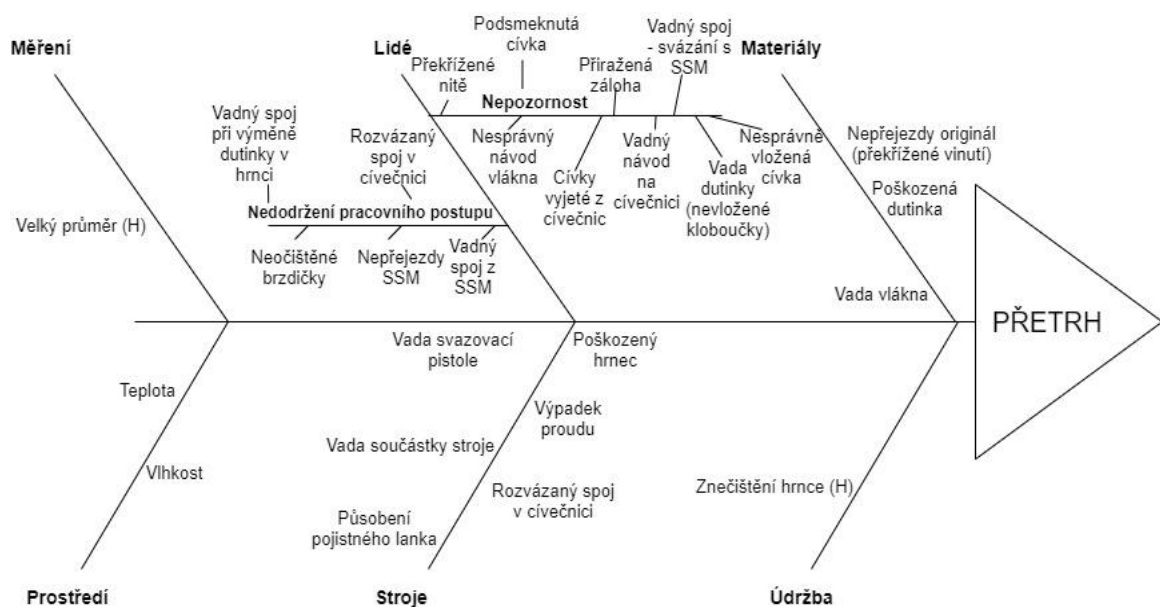 Měření
Lidé
Podsmeknutá
cívka
Vadný spoj
- svázání s
SSM
Materiály
Překřížené
nitě
Přiražená
záloha
Nepozornost
Vadný spoj
při výměně
dutinky v
hrnci
Rozvázaný
spoj v
cívečnici
Nesprávný
návod
vlákna
Cívky
vyjeté z
cívečnic
Vadný
návod
na
cívečnici
Vada
dutinky
(nevložené
kloboučky)
Nesprávně
vložená
cívka
Nepřejezdy originál
(překřížené vinutí)
Poškozená
dutinka
Velký průměr (H)
Nedodržení pracovního postupu
Neočištěné
brzdičky
Nepřejezdy
SSM
Vadný
spoj z
SSM
Vada vlákna
PŘETRH
Vada svazovací
pistole
Poškozený
hrnec
Teplota
Výpadek
proudu
Vada součástky stroje
Vlhkost
Rozvázaný spoj
v cívečnici
Znečištění hrnce (H)
Působení
pojistného lanka
Prostředí
Stroje
Údržba